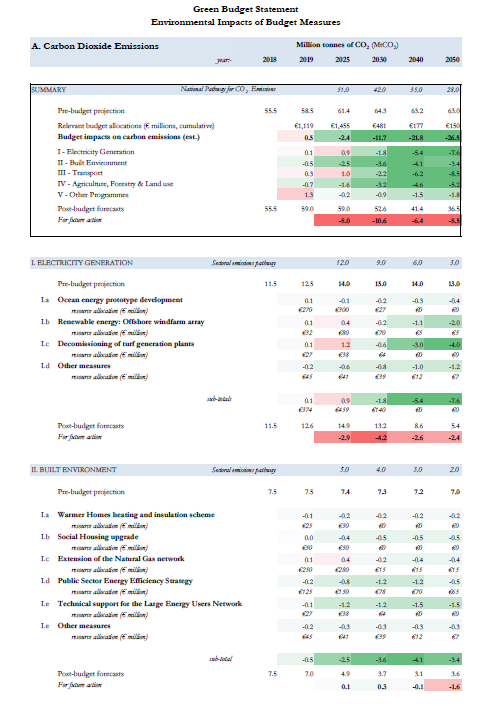 Green Budget Statement
Environmental Impacts of Budget Measures
A. Carbon Dioxide Emissions Million tonnes of CO2 (MtCO2)
year:- 2018 2019 2025 2030 2040 2050
SUMMARY National Pathway for CO2 Emissions 51.0 42.0 35.0 28.0
Pre-budget projection 55.5 58.5 61.4 64.3 63.2 63.0
Relevant budget allocations (€ millions, cumulative) €1,119 €1,455 €481 €177 €150
Budget impacts on carbon emissions (est.) 0.5 -2.4 -11.7 -21.8 -26.5
I - Electricity Generation 0.1 0.9 -1.8 -5.4 -7.6
II - Built Environment -0.5 -2.5 -3.6 -4.1 -3.4
III - Transport 0.3 1.0 -2.2 -6.2 -8.5
IV - Agriculture, Forestry & Land use -0.7 -1.6 -3.2 -4.6 -5.2
V - Other Programmes 1.3 -0.2 -0.9 -1.5 -1.8
Post-budget forecasts 55.5 59.0 59.0 52.6 41.4 36.5
For future action -8.0 -10.6 -6.4 -8.5
I. ELECTRICITY GENERATION Sectoral emissions pathway 12.0 9.0 6.0 3.0
Pre-budget projection 11.5 12.5 14.0 15.0 14.0 13.0
I.a Ocean energy prototype development 0.1 -0.1 -0.2 -0.3 -0.4
resource allocation (€ million) €270 €300 €27 €0 €0
I.b Renewable energy: Offshore windfarm array 0.1 0.4 -0.2 -1.1 -2.0
resource allocation (€ million) €32 €80 €70 €5 €5
I.c Decomissioning of turf generation plants 0.1 1.2 -0.6 -3.0 -4.0
resource allocation (€ million) €27 €38 €4 €0 €0
I.d Other measures -0.2 -0.6 -0.8 -1.0 -1.2
resource allocation (€ million) €45 €41 €39 €12 €7
sub-totals 0.1 0.9 -1.8 -5.4 -7.6
€374 €459 €140 €0 €0
Post-budget forecasts 11.5 12.6 14.9 13.2 8.6 5.4
For future action -2.9 -4.2 -2.6 -2.4
II. BUILT ENVIRONMENT Sectoral emissions pathway 5.0 4.0 3.0 2.0
Pre-budget projection 7.5 7.5 7.4 7.3 7.2 7.0
I.a Warmer Homes heating and insulation scheme -0.1 -0.2 -0.2 -0.2 -0.2
resource allocation (€ million) €25 €30 €0 €0 €0
I.b Social Housing upgrade 0.0 -0.4 -0.5 -0.5 -0.5
resource allocation (€ million) €30 €30 €0 €0 €0
I.c Extension of the Natural Gas network 0.1 0.4 -0.2 -0.4 -0.4
resource allocation (€ million) €250 €280 €15 €15 €15
I.d Public Sector Energy Efficiency Strategy -0.2 -0.8 -1.2 -1.2 -0.5
resource allocation (€ million) €125 €130 €78 €70 €65
I.e Technical support for the Large Energy Users Network -0.1 -1.2 -1.2 -1.5 -1.5
resource allocation (€ million) €27 €38 €4 €0 €0
I.e Other measures -0.2 -0.3 -0.3 -0.3 -0.3
resource allocation (€ million) €45 €41 €39 €12 €7
sub-total -0.5 -2.5 -3.6 -4.1 -3.4
Post-budget forecasts 7.5 7.0 4.9 3.7 3.1 3.6
For future action 0.1 0.3 -0.1 -1.6